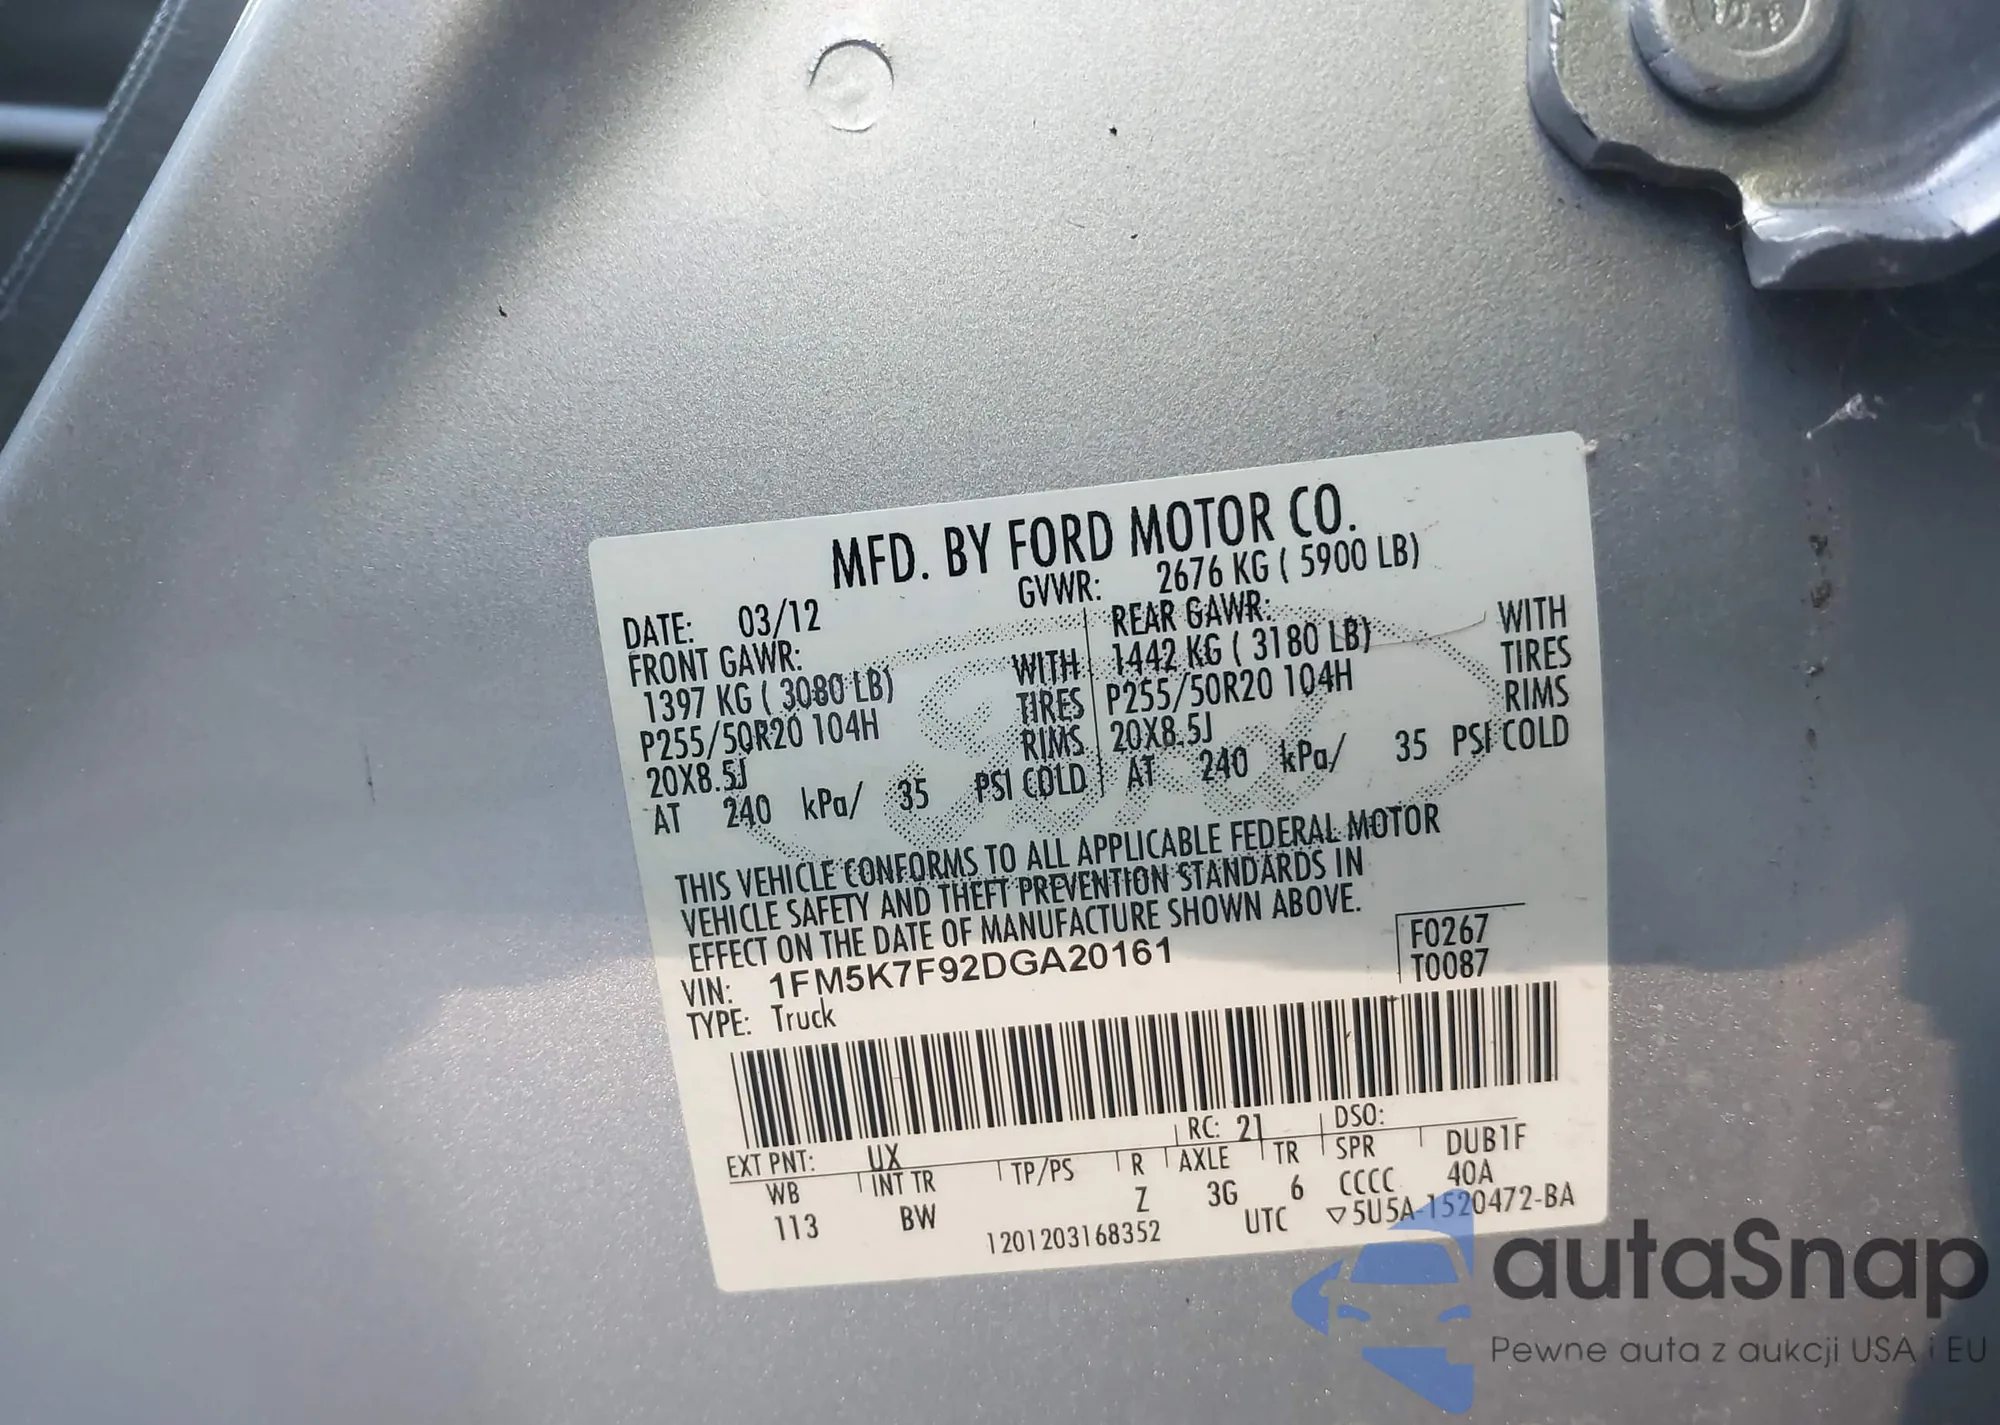 MFD. BY FORD MOTOR CO.
DATE: 03/12 GVWR: 2676 KG ( 5900 LB)
FRONT GAWR: REAR GAWR:
1397 KG ( 3080 LB) WITH 1442 KG ( 3180 LB) WITH
P255/50R20 104H TIRES P255/50R20 104H TIRES
20X8.5J RIMS 20X8.5J RIMS
AT 240 kPa/ 35 PSI COLD AT 240 kPa/ 35 PSI COLD
THIS VEHICLE CONFORMS TO ALL APPLICABLE FEDERAL MOTOR
VEHICLE SAFETY AND THEFT PREVENTION STANDARDS IN
EFFECT ON THE DATE OF MANUFACTURE SHOWN ABOVE.
VIN: 1FM5K7F92DGA20161 F0267
TYPE: Truck T0087
EXT PNT: UX RC: 21 DSO:
WB INT TR TP/PS R AXLE TR SPR DUB1F
113 BW Z 3G 6 CCCC 40A
1201203168352 UTC ▽5U5A-1520472-BA
autaSnap
Pewne auta z aukcji USA i EU